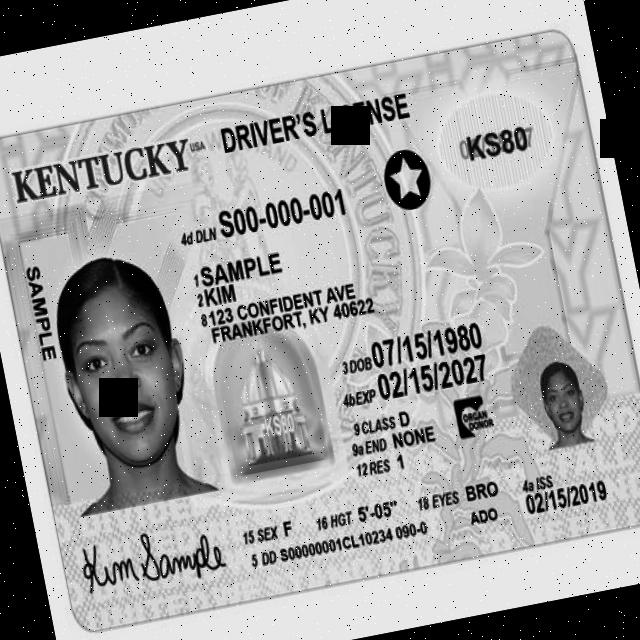 KENTUCKY USA DRIVER'S
KS80
4d DLN S00-000-001
SAMPLE
1 SAMPLE
2 KIM
8 123 CONFIDENT AVE
FRANKFORT, KY 40622
3 DOB 07/15/1980
4b EXP 02/15/2027
9 CLASS D
9a END NONE
12 RES 1
ORGAN DONOR
KS80
15 SEX F 16 HGT 5'-05" 18 EYES BRO 4a ISS
5 DD S00000001CL10234 090-0 ADO 02/15/2019
Kim Sample